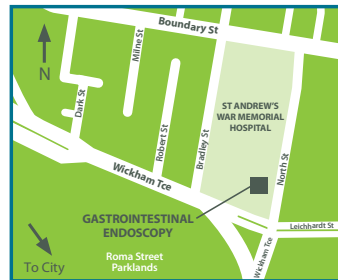 Boundary St
N
Milne St
Dark St
Robert St
Bradley St
ST ANDREW'S
WAR MEMORIAL
HOSPITAL
North St
Wickham Tce
GASTROINTESTINAL
ENDOSCOPY
Leichhardt St
Roma Street
Parklands
Wickham Tce
To City